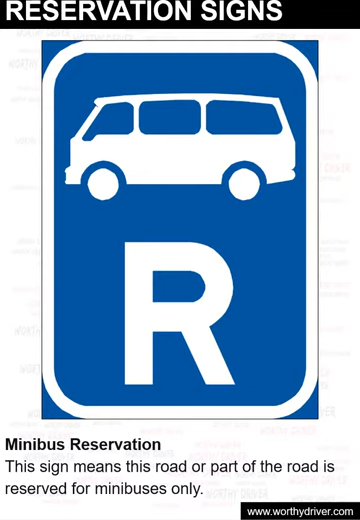 RESERVATION SIGNS
R
Minibus Reservation
This sign means this road or part of the road is
reserved for minibuses only.
www.worthydriver.com